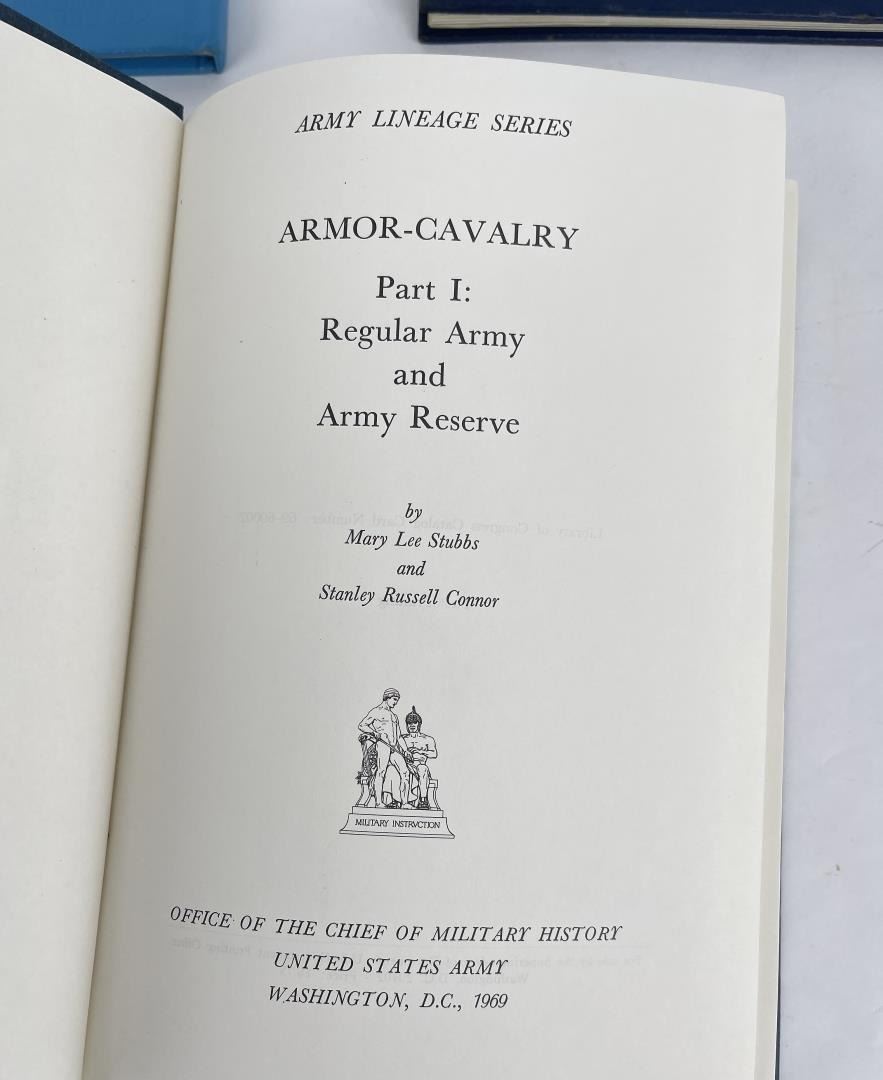 ARMY LINEAGE SERIES
ARMOR-CAVALRY
Part I:
Regular Army
and
Army Reserve
by
Mary Lee Stubbs
and
Stanley Russell Connor
MILITARY INSTRVCTION
OFFICE OF THE CHIEF OF MILITARY HISTORY
UNITED STATES ARMY
WASHINGTON, D.C., 1969